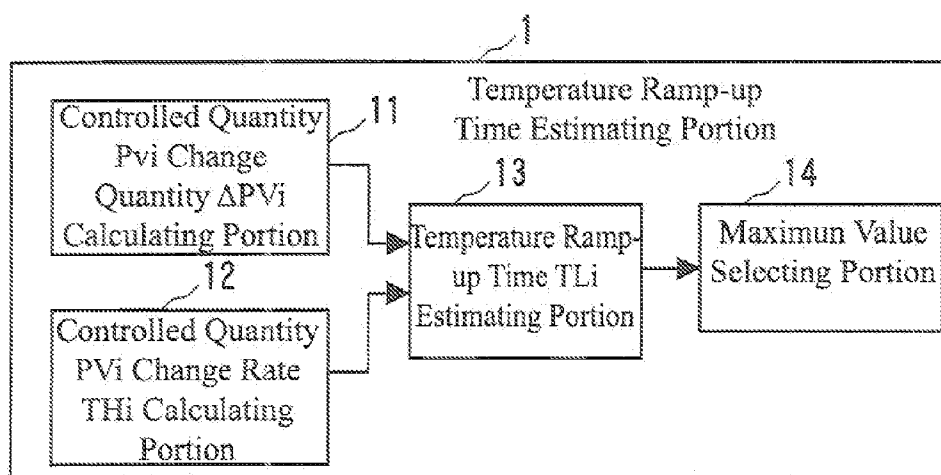 1
Temperature Ramp-up
Time Estimating Portion
11
Controlled Quantity
Pvi Change
Quantity ΔPVi
Calculating Portion
12
Controlled Quantity
PVi Change Rate
THi Calculating
Portion
13
Temperature Ramp-
up Time TLi
Estimating Portion
14
Maximun Value
Selecting Portion